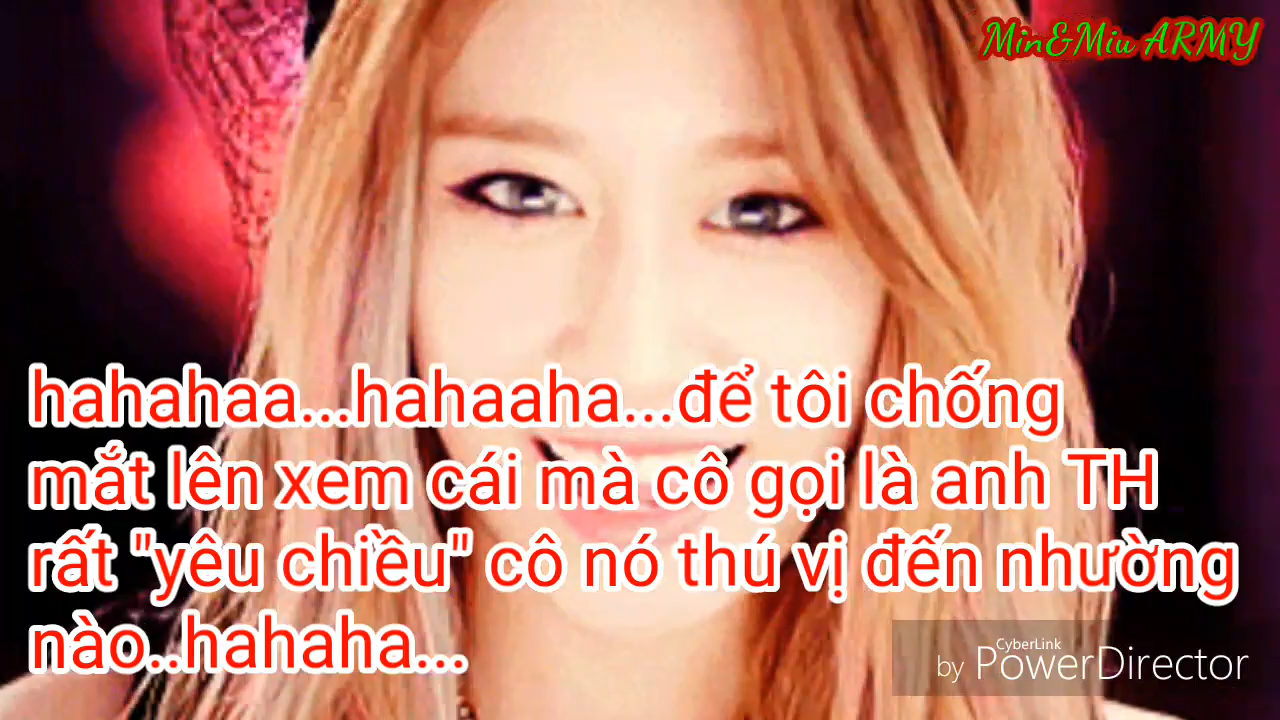 Min&Miu ARMY
hahahaa...hahaaha...để tôi chống
mắt lên xem cái mà cô gọi là anh TH
rất "yêu chiều" cô nó thú vị đến nhường
nào..hahaha...
CyberLink
by PowerDirector